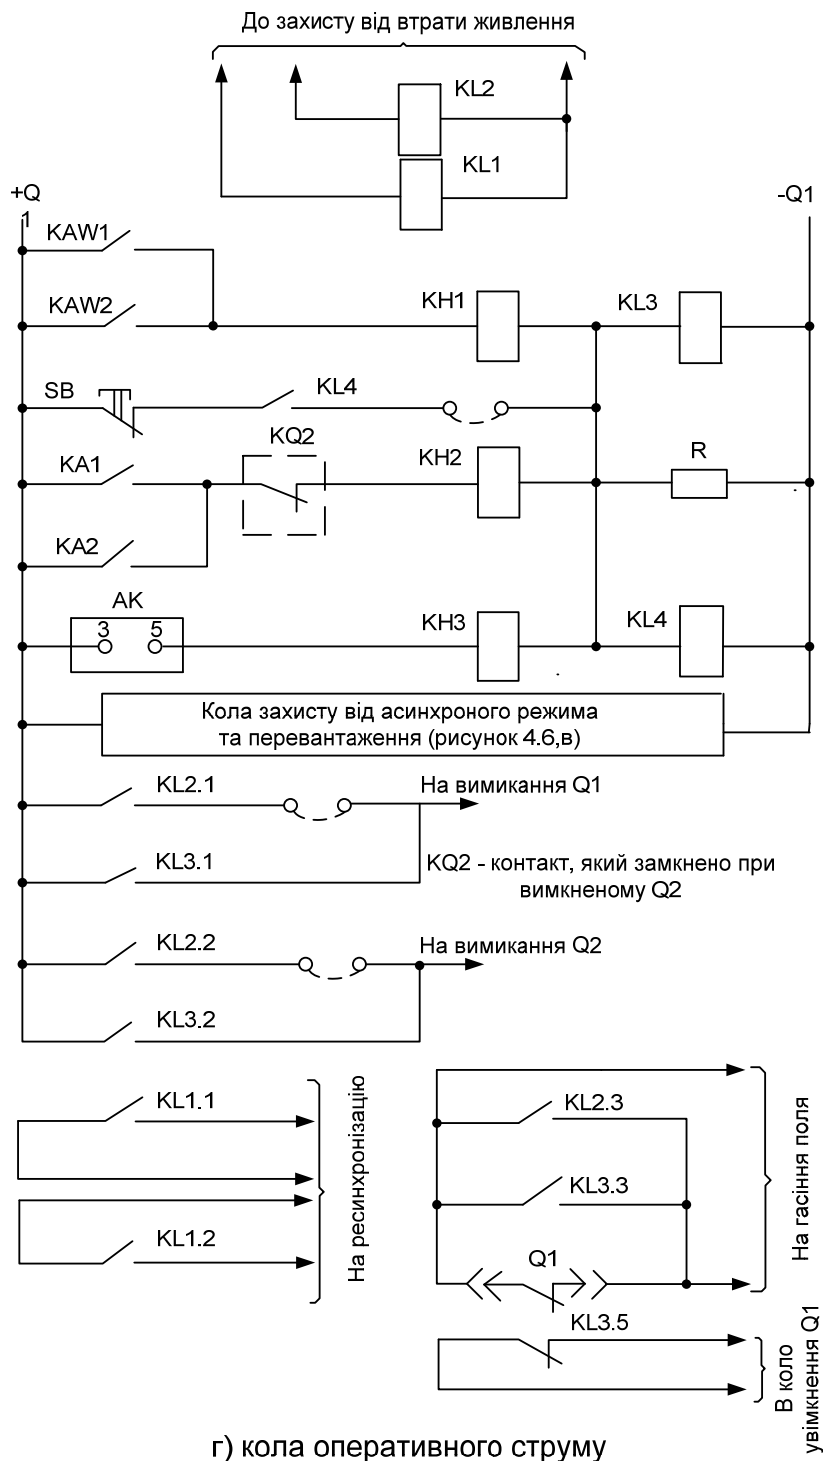 До захисту від втрати живлення
KL2
KL1
+Q
1
-Q1
KAW1
KAW2
KH1
KL3
SB
KL4
KQ2
KA1
KH2
R
KA2
AK
3 5
KH3
KL4
Кола захисту від асинхроного режима
та перевантаження (рисунок 4.6,в)
KL2.1
На вимикання Q1
KL3.1
KQ2 - контакт, який замкнено при
вимкненому Q2
KL2.2
На вимикання Q2
KL3.2
KL1.1
KL1.2
На ресинхронізацію
KL2.3
KL3.3
Q1
На гасіння поля
KL3.5
В коло
увімкнення Q1
г) кола оперативного струму